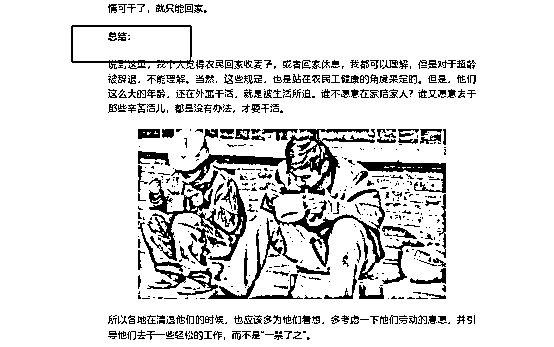 情可干了，就只能回家。
总结：
说到这里，我个人觉得农民回家收麦子，或者回家休息，我都可以理解，但是对于超龄
被辞退，不能理解。当然，这些规定，也是站在农民工健康的角度来定的。但是，他们
这么大的年龄，还在外面干活，就是被生活所迫。谁不愿意在家陪家人？谁又愿意去干
那些辛苦活儿，都是没有办法，才要干活。
所以各地在清退他们的时候，也应该多为他们着想，多考虑一下他们劳动的意愿，并引
导他们去干一些轻松的工作，而不是“一禁了之”。